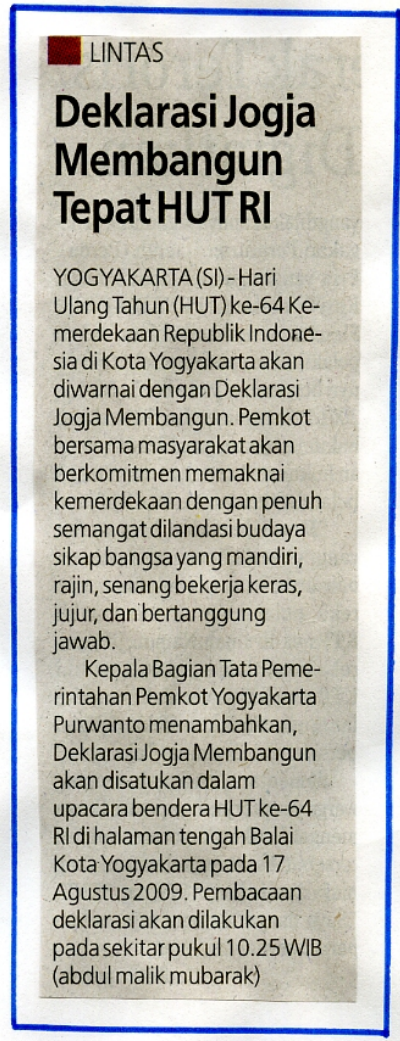 LINTAS
Deklarasi Jogja
Membangun
Tepat HUT RI
YOGYAKARTA (SI) - Hari
Ulang Tahun (HUT) ke-64 Ke-
merdekaan Republik Indone-
sia di Kota Yogyakarta akan
diwarnai dengan Deklarasi
Jogja Membangun. Pemkot
bersama masyarakat akan
berkomitmen memaknai
kemerdekaan dengan penuh
semangat dilandasi budaya
sikap bangsa yang mandiri,
rajin, senang bekerja keras,
jujur, dan bertanggung
jawab.
Kepala Bagian Tata Peme-
rintahan Pemkot Yogyakarta
Purwanto menambahkan,
Deklarasi Jogja Membangun
akan disatukan dalam
upacara bendera HUT ke-64
RI di halaman tengah Balai
Kota Yogyakarta pada 17
Agustus 2009. Pembacaan
deklarasi akan dilakukan
pada sekitar pukul 10.25 WIB
(abdul malik mubarak)